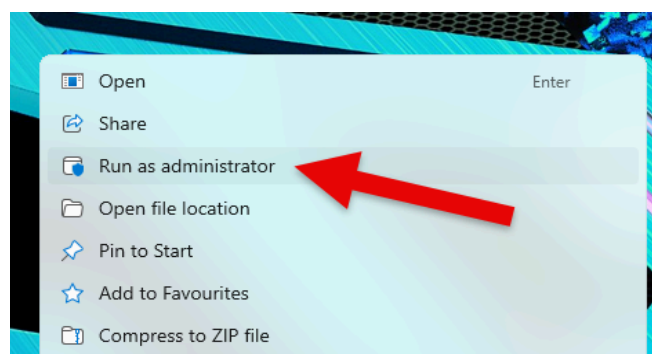 Open Enter
Share
Run as administrator
Open file location
Pin to Start
Add to Favourites
Compress to ZIP file